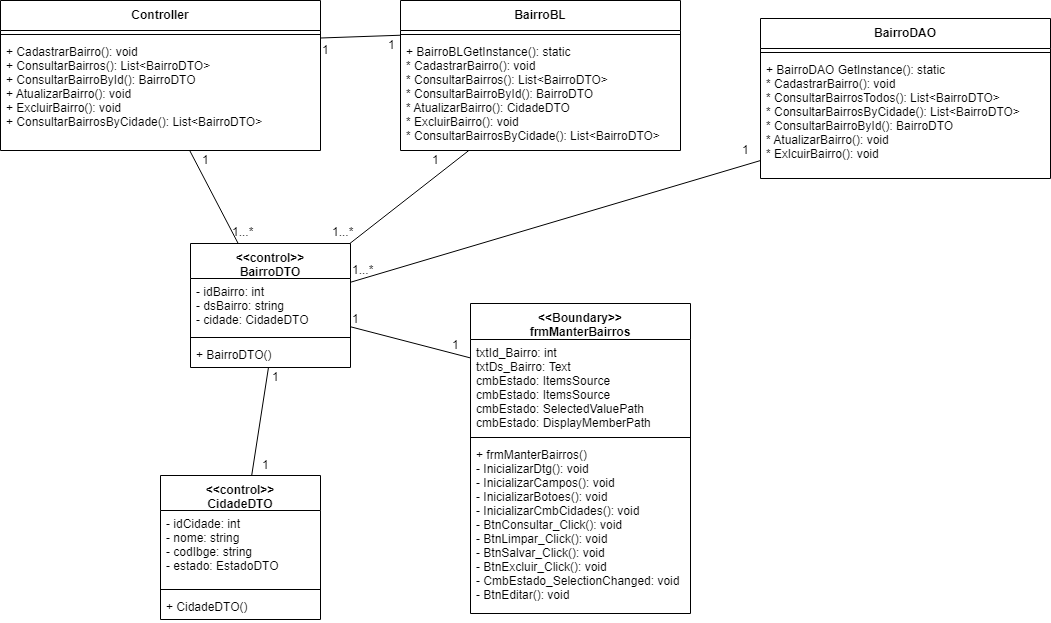 Controller
+ CadastrarBairro(): void
+ ConsultarBairros(): List<BairroDTO>
+ ConsultarBairroById(): BairroDTO
+ AtualizarBairro(): void
+ ExcluirBairro(): void
+ ConsultarBairrosByCidade(): List<BairroDTO>
1
1
BairroBL
+ BairroBLGetInstance(): static
* CadastrarBairro(): void
* ConsultarBairros(): List<BairroDTO>
* ConsultarBairroById(): BairroDTO
* AtualizarBairro(): CidadeDTO
* ExcluirBairro(): void
* ConsultarBairrosByCidade(): List<BairroDTO>
BairroDAO
+ BairroDAO GetInstance(): static
* CadastrarBairro(): void
* ConsultarBairrosTodos(): List<BairroDTO>
* ConsultarBairrosByCidade(): List<BairroDTO>
* ConsultarBairroById(): BairroDTO
* AtualizarBairro(): void
* ExlcuirBairro(): void
1
1
1
1...*
1...*
1...*
<<control>>
BairroDTO
- idBairro: int
- dsBairro: string
- cidade: CidadeDTO
+ BairroDTO()
1
1
1
1
<<Boundary>>
frmManterBairros
txtId_Bairro: int
txtDs_Bairro: Text
cmbEstado: ItemsSource
cmbEstado: ItemsSource
cmbEstado: SelectedValuePath
cmbEstado: DisplayMemberPath
+ frmManterBairros()
- InicializarDtg(): void
- InicializarCampos(): void
- InicializarBotoes(): void
- InicializarCmbCidades(): void
- BtnConsultar_Click(): void
- BtnLimpar_Click(): void
- BtnSalvar_Click(): void
- BtnExcluir_Click(): void
- CmbEstado_SelectionChanged: void
- BtnEditar(): void
<<control>>
CidadeDTO
- idCidade: int
- nome: string
- codIbge: string
- estado: EstadoDTO
+ CidadeDTO()